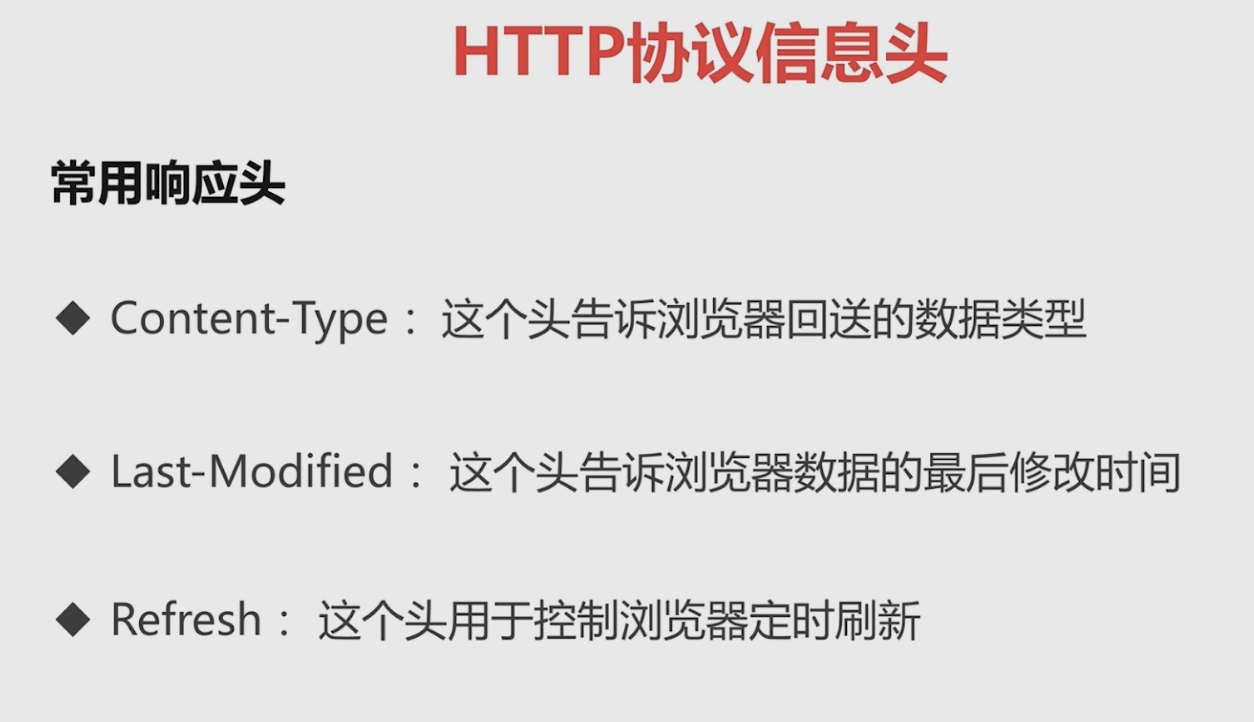 HTTP协议信息头
常用响应头
◆ Content-Type： 这个头告诉浏览器回送的数据类型
◆ Last-Modified： 这个头告诉浏览器数据的最后修改时间
◆ Refresh： 这个头用于控制浏览器定时刷新